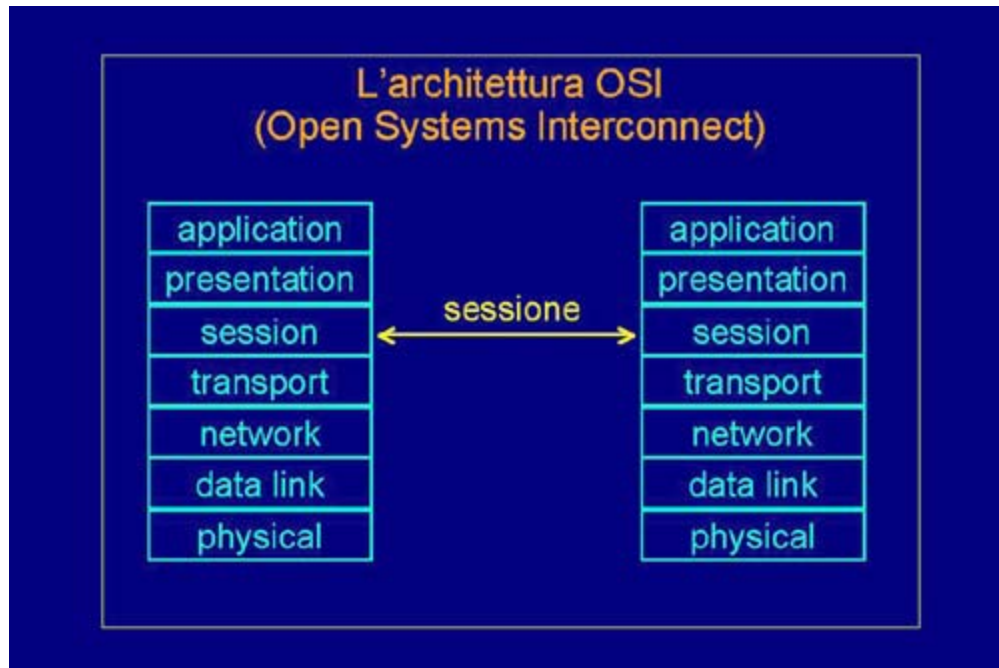 L'architettura OSI
(Open Systems Interconnect)
application
presentation
session
transport
network
data link
physical
sessione
application
presentation
session
transport
network
data link
physical